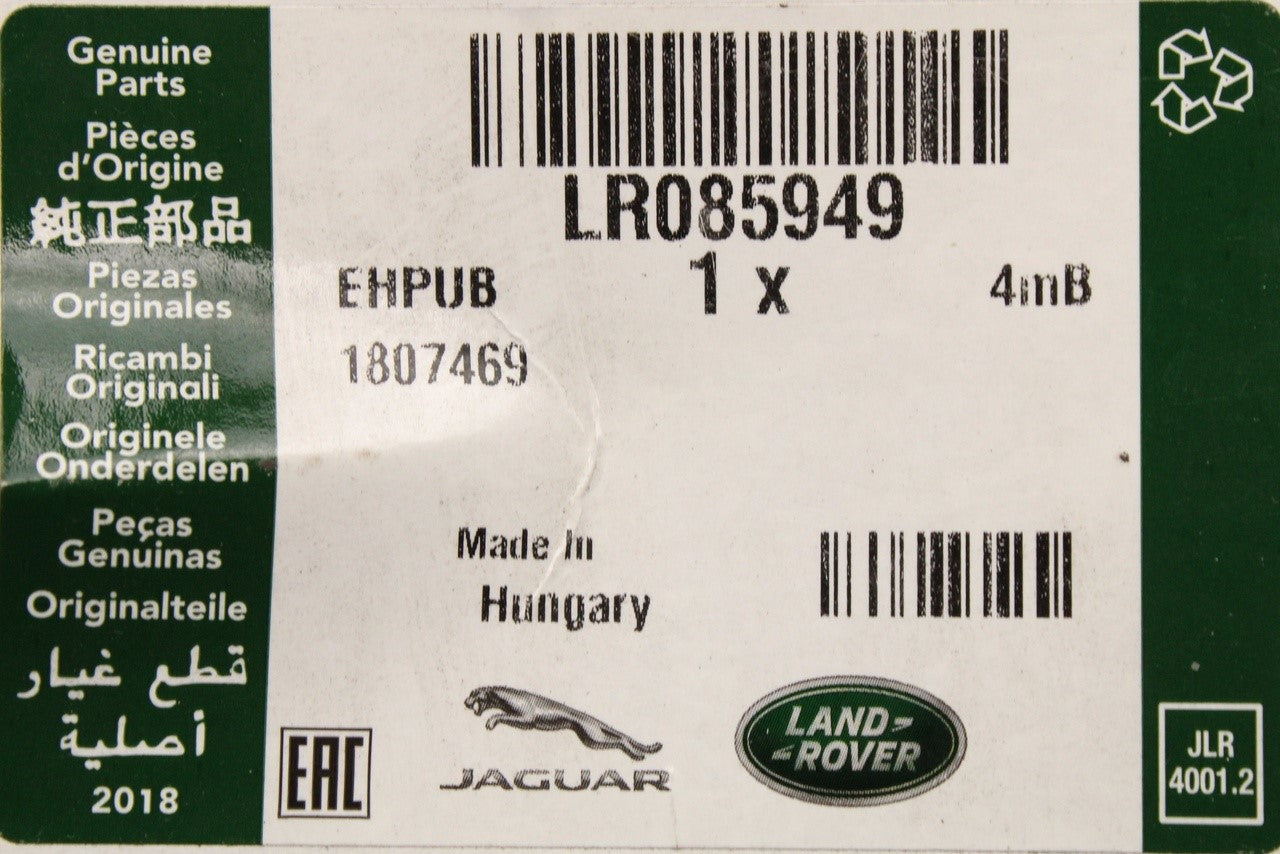 Genuine
Parts
Pièces
d'Origine
純正部品
Piezas
Originales
Ricambi
Originali
Originele
Onderdelen
Peças
Genuinas
Originalteile
قطع غيار
أصلية
2018
LR085949
EHPUB
1 x
4mB
1807469
Made In
Hungary
EAC
JAGUAR
LAND
ROVER
JLR
4001.2